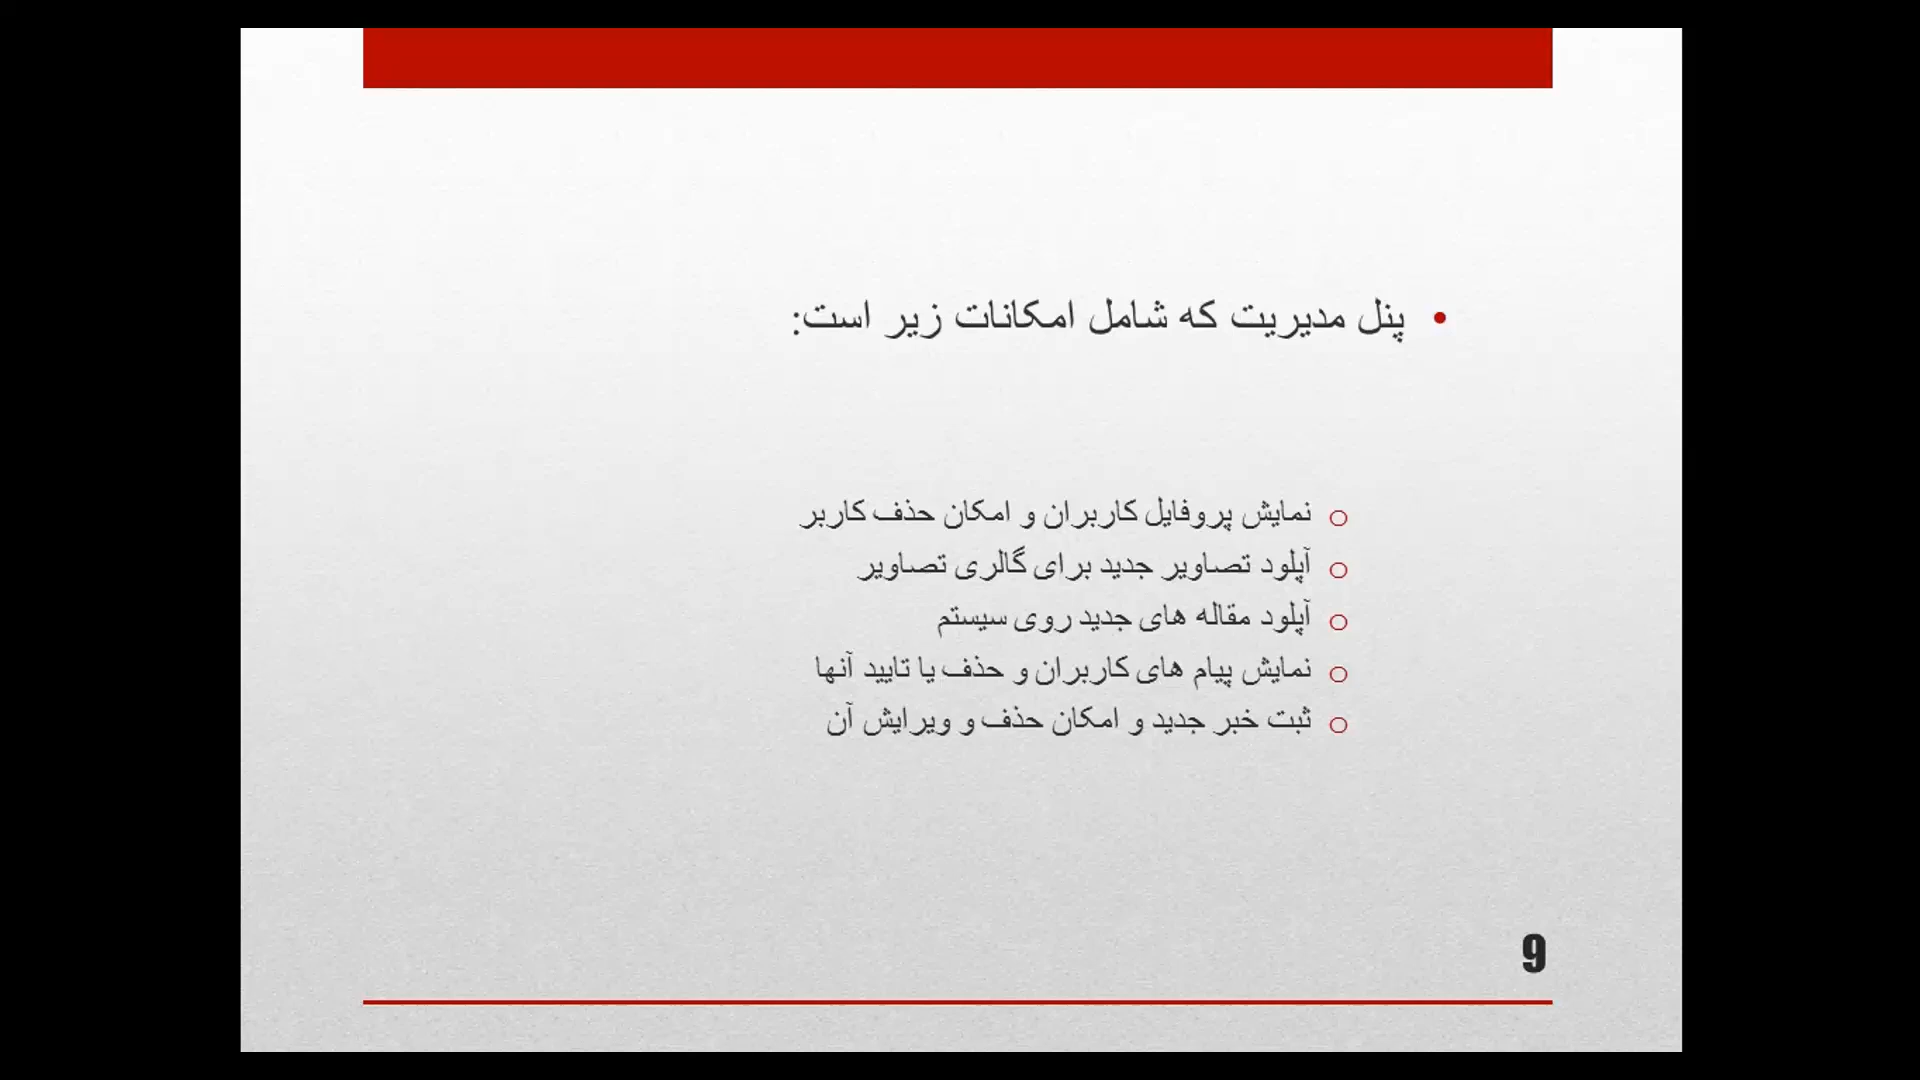 • پنل مدیریت که شامل امکانات زیر است:
o نمایش پروفایل کاربران و امکان حذف کاربر
o آپلود تصاویر جدید برای گالری تصاویر
o آپلود مقاله های جدید روی سیستم
o نمایش پیام های کاربران و حذف یا تایید آنها
o ثبت خبر جدید و امکان حذف و ویرایش آن
9